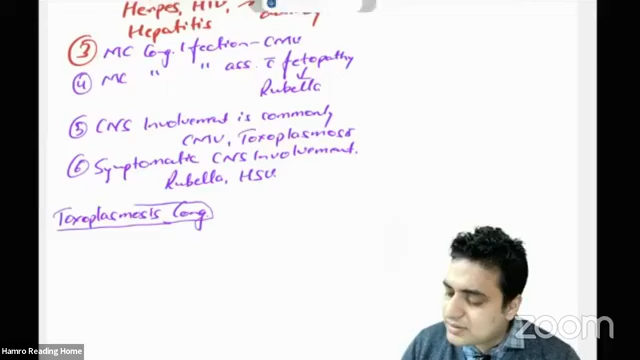 Herpes, HIV, →
Hepatitis
③ MC Cong. Infection - CMV
④ MC " " ass. c̄ fetopathy
↓
Rubella
⑤ CNS Involvement is commonly
CMV, Toxoplasmosis
⑥ Symptomatic CNS Involvement.
Rubella, HSV.
Toxoplasmosis Cong.
Hamro Reading Home
zoom